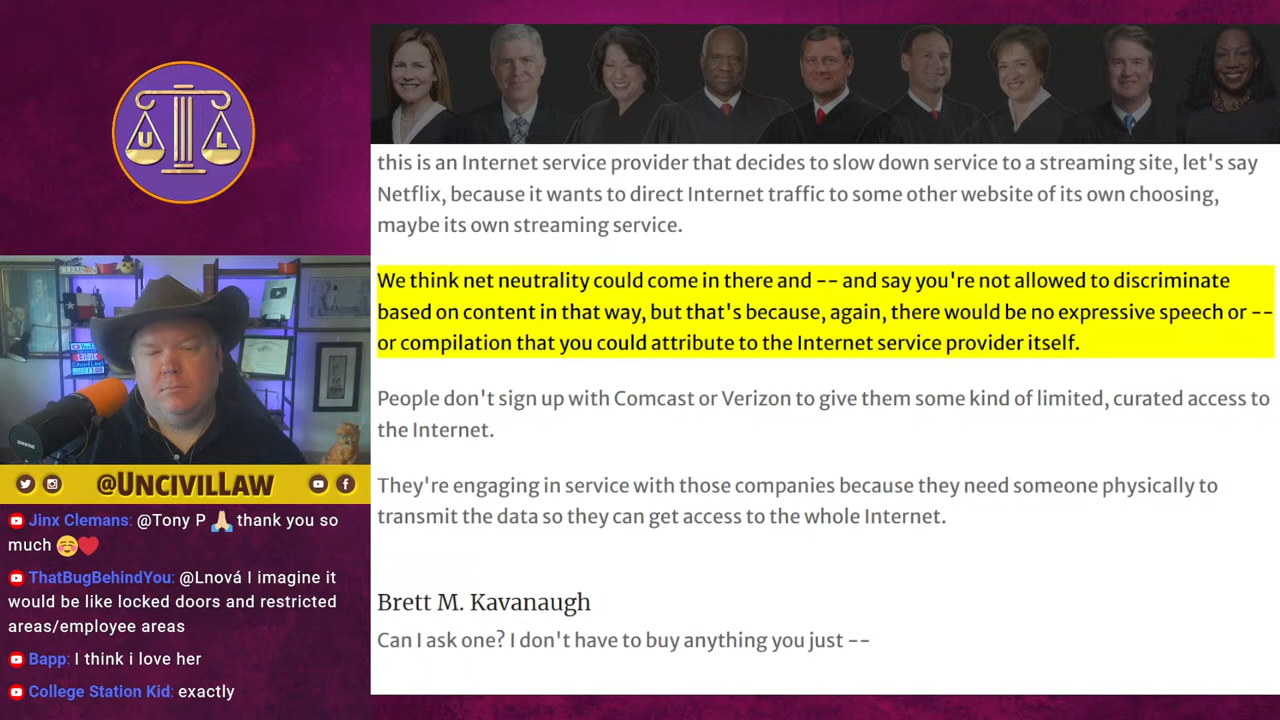 U L
@UNCIVILLAW
Jinx Clemans: @Tony P 🙏🏻 thank you so
much ☺️❤️
ThatBugBehindYou: @Lnová I imagine it
would be like locked doors and restricted
areas/employee areas
Bapp: I think i love her
College Station Kid: exactly
this is an Internet service provider that decides to slow down service to a streaming site, let's say
Netflix, because it wants to direct Internet traffic to some other website of its own choosing,
maybe its own streaming service.
We think net neutrality could come in there and -- and say you're not allowed to discriminate
based on content in that way, but that's because, again, there would be no expressive speech or --
or compilation that you could attribute to the Internet service provider itself.
People don't sign up with Comcast or Verizon to give them some kind of limited, curated access to
the Internet.
They're engaging in service with those companies because they need someone physically to
transmit the data so they can get access to the whole Internet.
Brett M. Kavanaugh
Can I ask one? I don't have to buy anything you just --